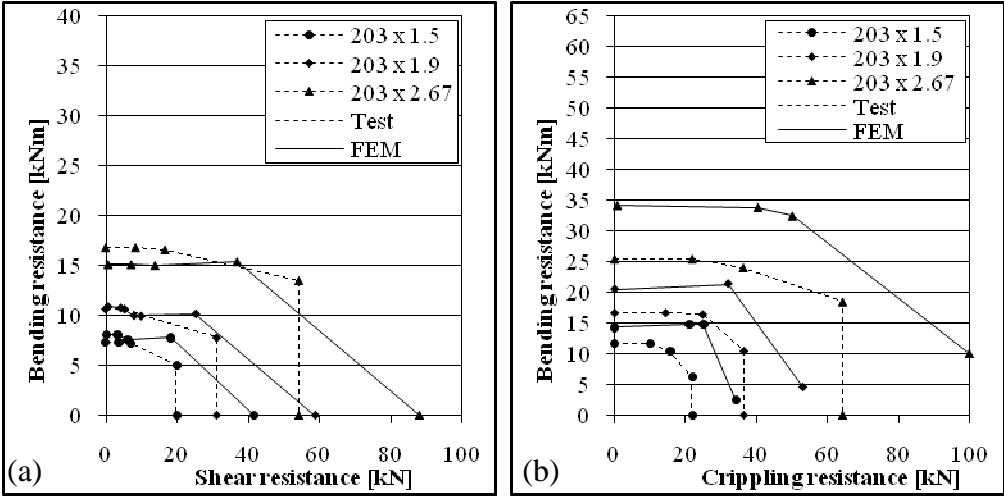 40
35
30
25
20
15
10
5
0
Bending resistance [kNm]
203 x 1.5
203 x 1.9
203 x 2.67
Test
FEM
0 20 40 60 80 100
(a)
Shear resistance [kN]
65
60
55
50
45
40
35
30
25
20
15
10
5
0
Bending resistance [kNm]
203 x 1.5
203 x 1.9
203 x 2.67
Test
FEM
0 20 40 60 80 100
(b)
Crippling resistance [kN]